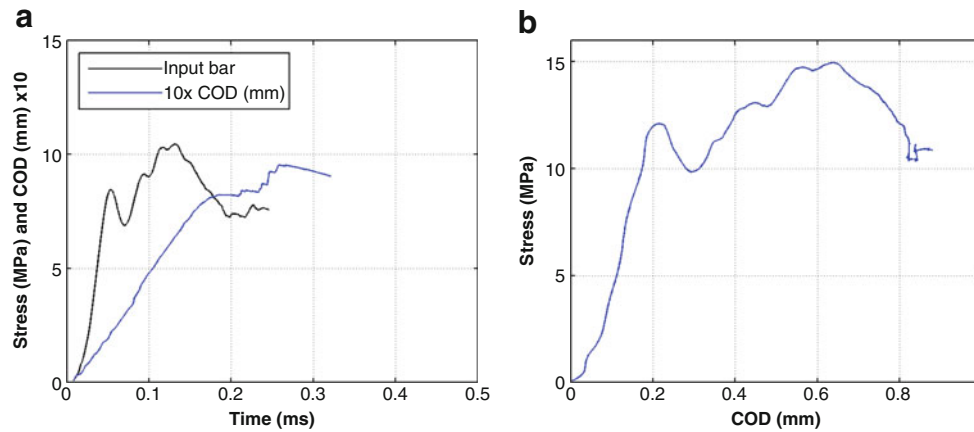 a
15
10
5
0
0
0.1
0.2
0.3
0.4
0.5
Stress (MPa) and COD (mm) x10
Time (ms)
Input bar
10x COD (mm)
b
15
10
5
0
0
0.2
0.4
0.6
0.8
Stress (MPa)
COD (mm)